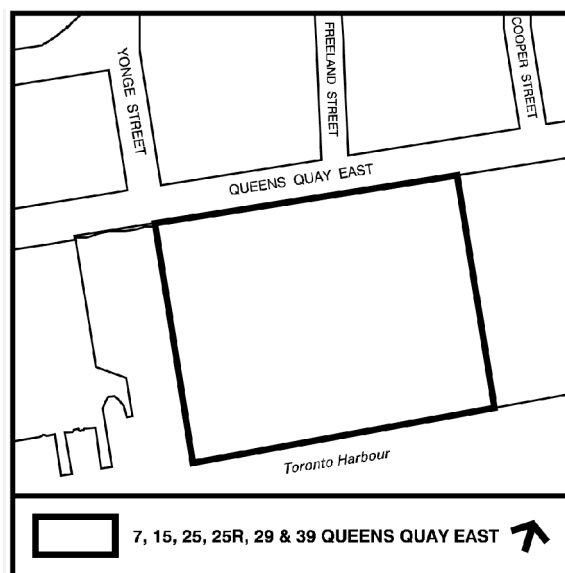 YONGE STREET
FREELAND STREET
COOPER STREET
QUEENS QUAY EAST
Toronto Harbour
7, 15, 25, 25R, 29 & 39 QUEENS QUAY EAST